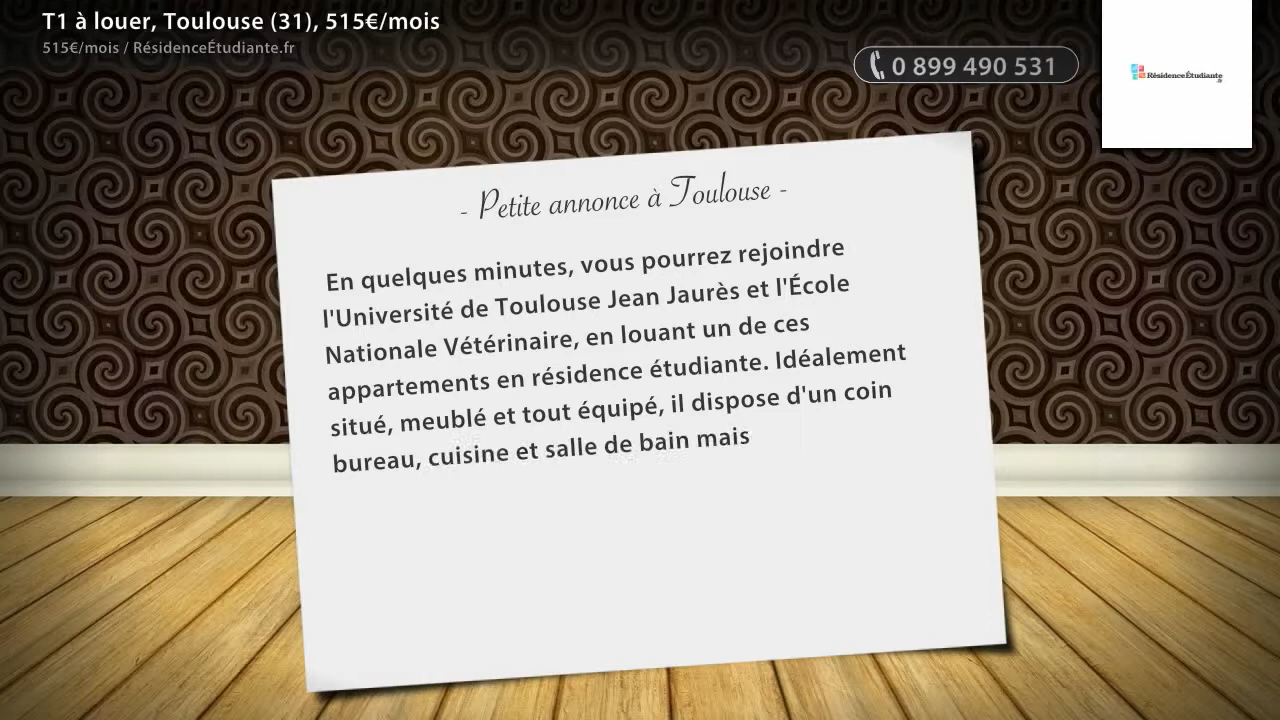 T1 à louer, Toulouse (31), 515€/mois
515€/mois / RésidenceÉtudiante.fr
0 899 490 531
RésidenceÉtudiante
.fr
- Petite annonce à Toulouse -
En quelques minutes, vous pourrez rejoindre
l'Université de Toulouse Jean Jaurès et l'École
Nationale Vétérinaire, en louant un de ces
appartements en résidence étudiante. Idéalement
situé, meublé et tout équipé, il dispose d'un coin
bureau, cuisine et salle de bain mais